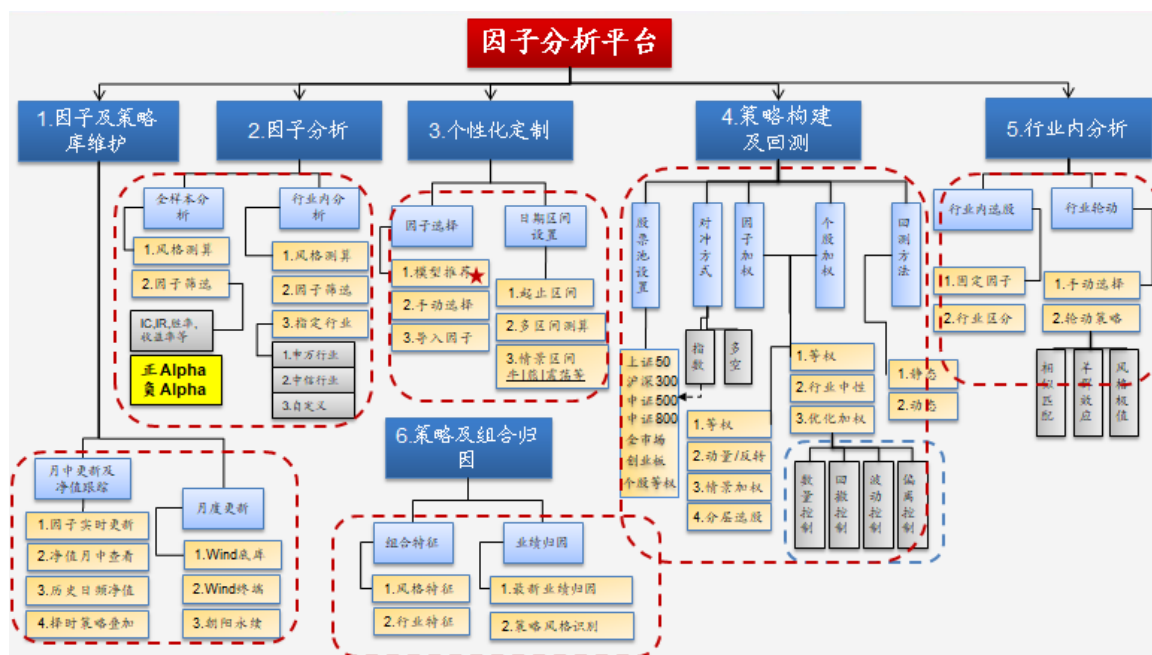 因子分析平台
1.因子及策略
库维护
2.因子分析
3.个性化定制
4.策略构建
及回测
5.行业内分析
全样本分
析
1.风格测算
2.因子筛选
IC,IR,胜率,
收益率等
正 Alpha
负 Alpha
行业内分
析
1.风格测算
2.因子筛选
3.指定行业
1.申万行业
2.中信行业
3.自定义
因子选择
1.模型推荐
2.手动选择
3.导入因子
日期区间
设置
1.起止区间
2.多区间测算
3.情景区间
牛|熊|震荡等
股票池设置
上证50
沪深300
中证500
中证800
全市场
创业板
个股等权
对冲方式
指数
多空
因子加权
1.等权
2.动量/反转
3.情景加权
4.分层选股
个股加权
1.等权
2.行业中性
3.优化加权
数量控制
回撤控制
波动控制
偏离控制
回测方法
1.静态
2.动态
行业内选股
1.固定因子
2.行业区分
行业轮动
1.手动选择
2.轮动策略
相似匹配
羊群效应
风格极值
月中更新及
净值跟踪
1.因子实时更新
2.净值月中查看
3.历史日频净值
4.择时策略叠加
月度更新
1.Wind底库
2.Wind终端
3.朝阳永续
6.策略及组合归
因
组合特征
1.风格特征
2.行业特征
业绩归因
1.最新业绩归因
2.策略风格识别